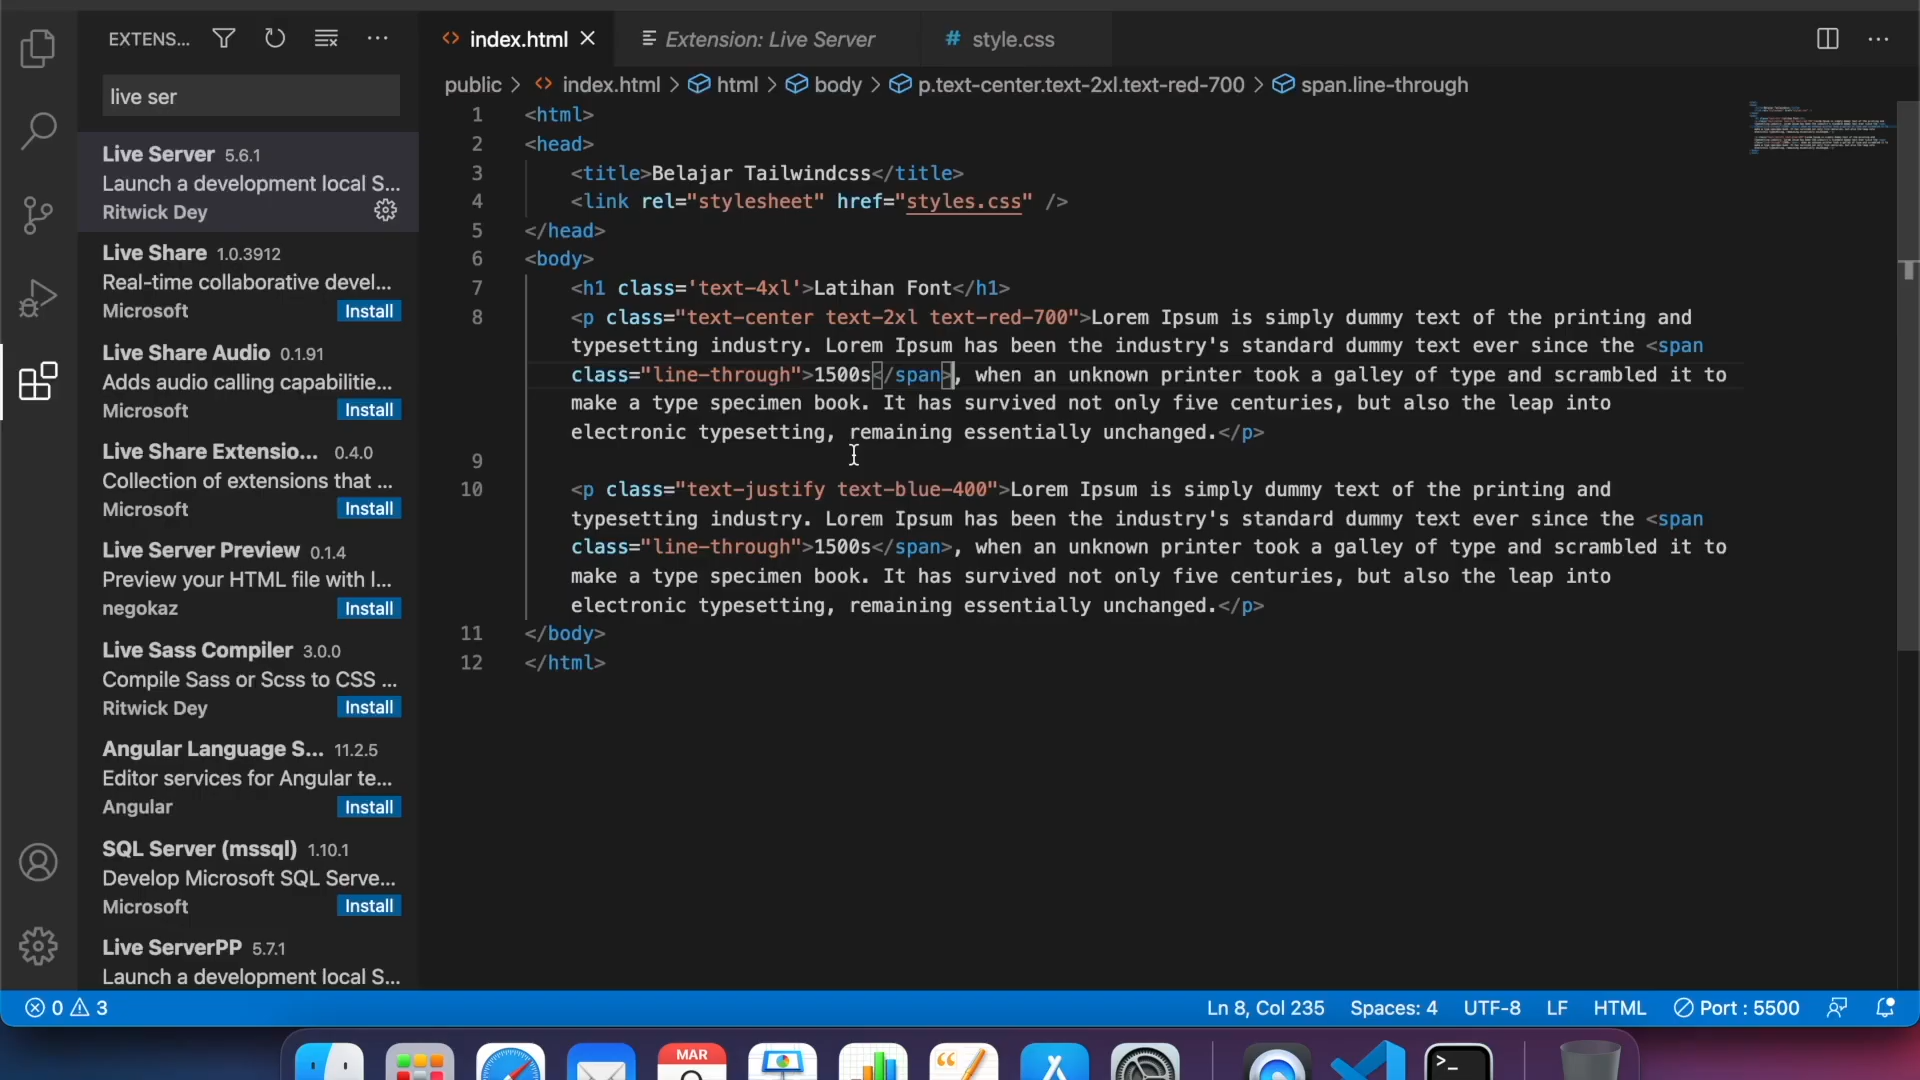 EXTENS...
index.html
Extension: Live Server
# style.css
live ser
public > index.html > html > body > p.text-center.text-2xl.text-red-700 > span.line-through
Live Server 5.6.1
Launch a development local S...
Ritwick Dey
Live Share 1.0.3912
Real-time collaborative devel...
Microsoft Install
Live Share Audio 0.1.91
Adds audio calling capabilitie...
Microsoft Install
Live Share Extensio... 0.4.0
Collection of extensions that ...
Microsoft Install
Live Server Preview 0.1.4
Preview your HTML file with l...
negokaz Install
Live Sass Compiler 3.0.0
Compile Sass or Scss to CSS ...
Ritwick Dey Install
Angular Language S... 11.2.5
Editor services for Angular te...
Angular Install
SQL Server (mssql) 1.10.1
Develop Microsoft SQL Serve...
Microsoft Install
Live ServerPP 5.7.1
Launch a development local S...
1 <html>
2 <head>
3 <title>Belajar Tailwindcss</title>
4 <link rel="stylesheet" href="styles.css" />
5 </head>
6 <body>
7 <h1 class='text-4xl'>Latihan Font</h1>
8 <p class="text-center text-2xl text-red-700">Lorem Ipsum is simply dummy text of the printing and
typesetting industry. Lorem Ipsum has been the industry's standard dummy text ever since the <span
class="line-through">1500s</span>, when an unknown printer took a galley of type and scrambled it to
make a type specimen book. It has survived not only five centuries, but also the leap into
electronic typesetting, remaining essentially unchanged.</p>
9
10 <p class="text-justify text-blue-400">Lorem Ipsum is simply dummy text of the printing and
typesetting industry. Lorem Ipsum has been the industry's standard dummy text ever since the <span
class="line-through">1500s</span>, when an unknown printer took a galley of type and scrambled it to
make a type specimen book. It has survived not only five centuries, but also the leap into
electronic typesetting, remaining essentially unchanged.</p>
11 </body>
12 </html>
0 3
Ln 8, Col 235 Spaces: 4 UTF-8 LF HTML Port : 5500
MAR